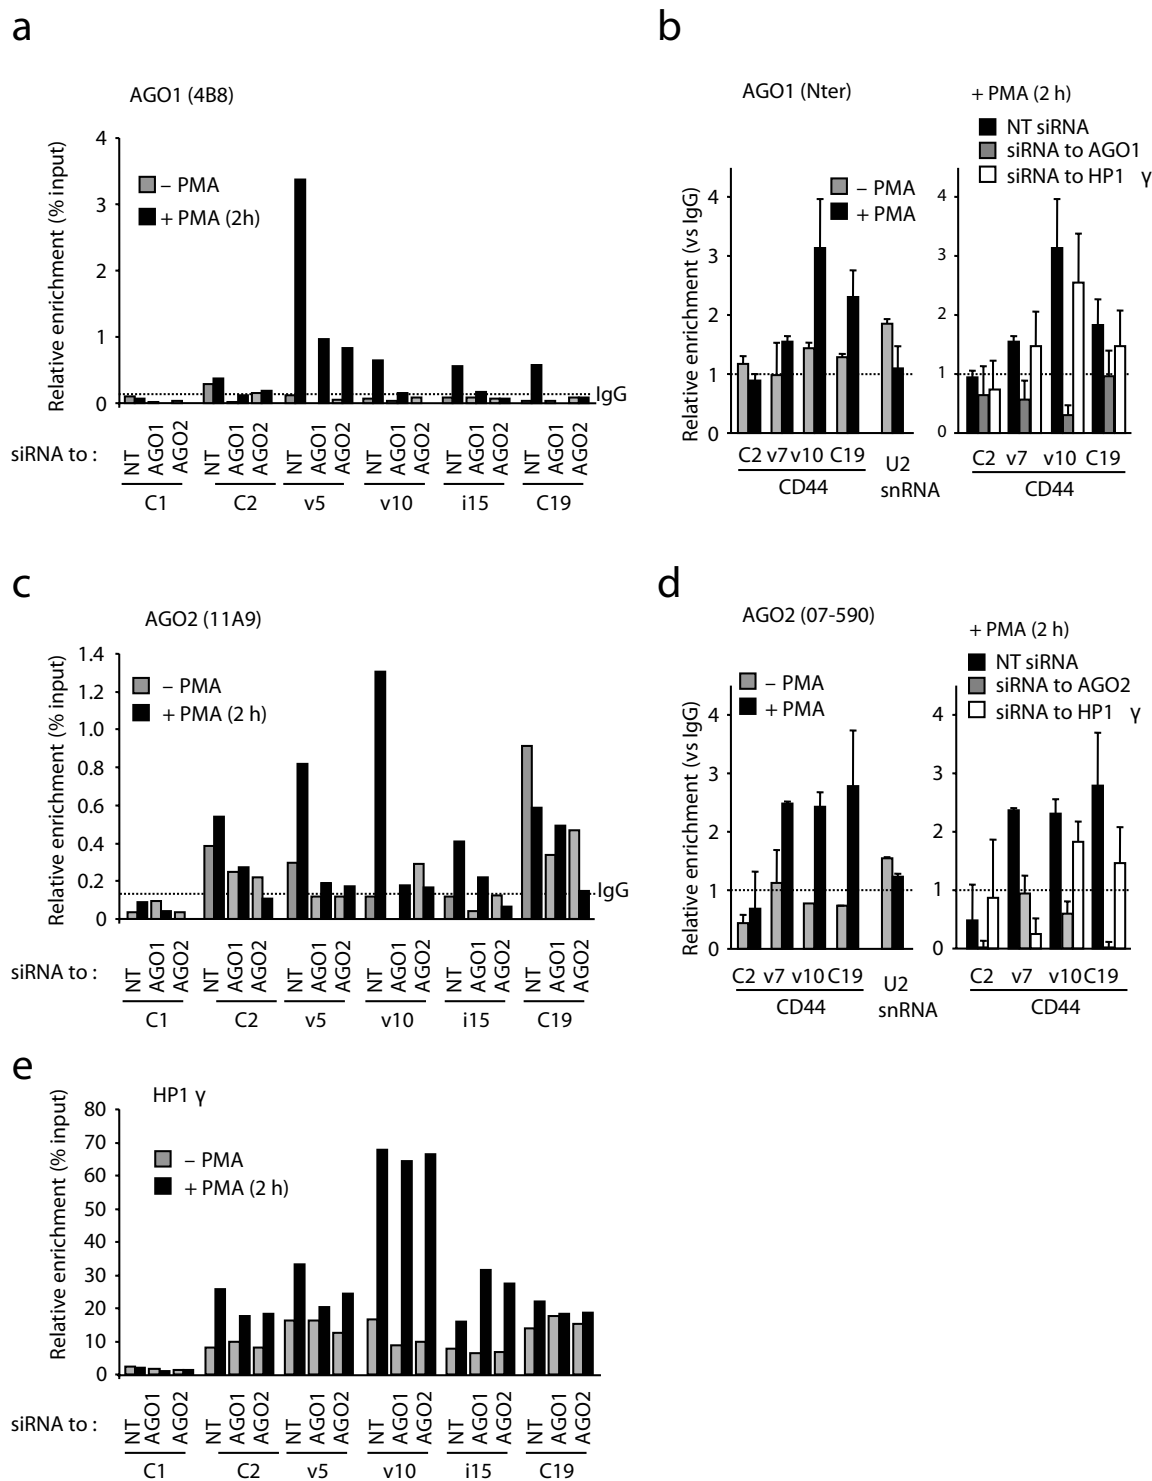 a
AGO1 (4B8)
Relative enrichment (% input)
4
3
2
1
0
– PMA
+ PMA (2h)
IgG
siRNA to :
NT AGO1 AGO2 NT AGO1 AGO2 NT AGO1 AGO2 NT AGO1 AGO2 NT AGO1 AGO2 NT AGO1 AGO2
C1 C2 v5 v10 i15 C19
b
AGO1 (Nter)
Relative enrichment (vs IgG)
4
3
2
1
0
– PMA
+ PMA
C2 v7 v10 C19
CD44
U2
snRNA
+ PMA (2 h)
NT siRNA
siRNA to AGO1
siRNA to HP1 γ
4
3
2
1
0
C2 v7 v10 C19
CD44
c
AGO2 (11A9)
Relative enrichment (% input)
1.4
1.2
1.0
0.8
0.6
0.4
0.2
0
– PMA
+ PMA (2 h)
IgG
siRNA to :
NT AGO1 AGO2 NT AGO1 AGO2 NT AGO1 AGO2 NT AGO1 AGO2 NT AGO1 AGO2 NT AGO1 AGO2
C1 C2 v5 v10 i15 C19
d
AGO2 (07-590)
Relative enrichment (vs IgG)
4
3
2
1
0
– PMA
+ PMA
C2 v7 v10 C19
CD44
U2
snRNA
+ PMA (2 h)
NT siRNA
siRNA to AGO2
siRNA to HP1 γ
4
3
2
1
0
C2 v7 v10 C19
CD44
e
HP1 γ
Relative enrichment (% input)
80
70
60
50
40
30
20
10
0
– PMA
+ PMA (2 h)
siRNA to :
NT AGO1 AGO2 NT AGO1 AGO2 NT AGO1 AGO2 NT AGO1 AGO2 NT AGO1 AGO2 NT AGO1 AGO2
C1 C2 v5 v10 i15 C19